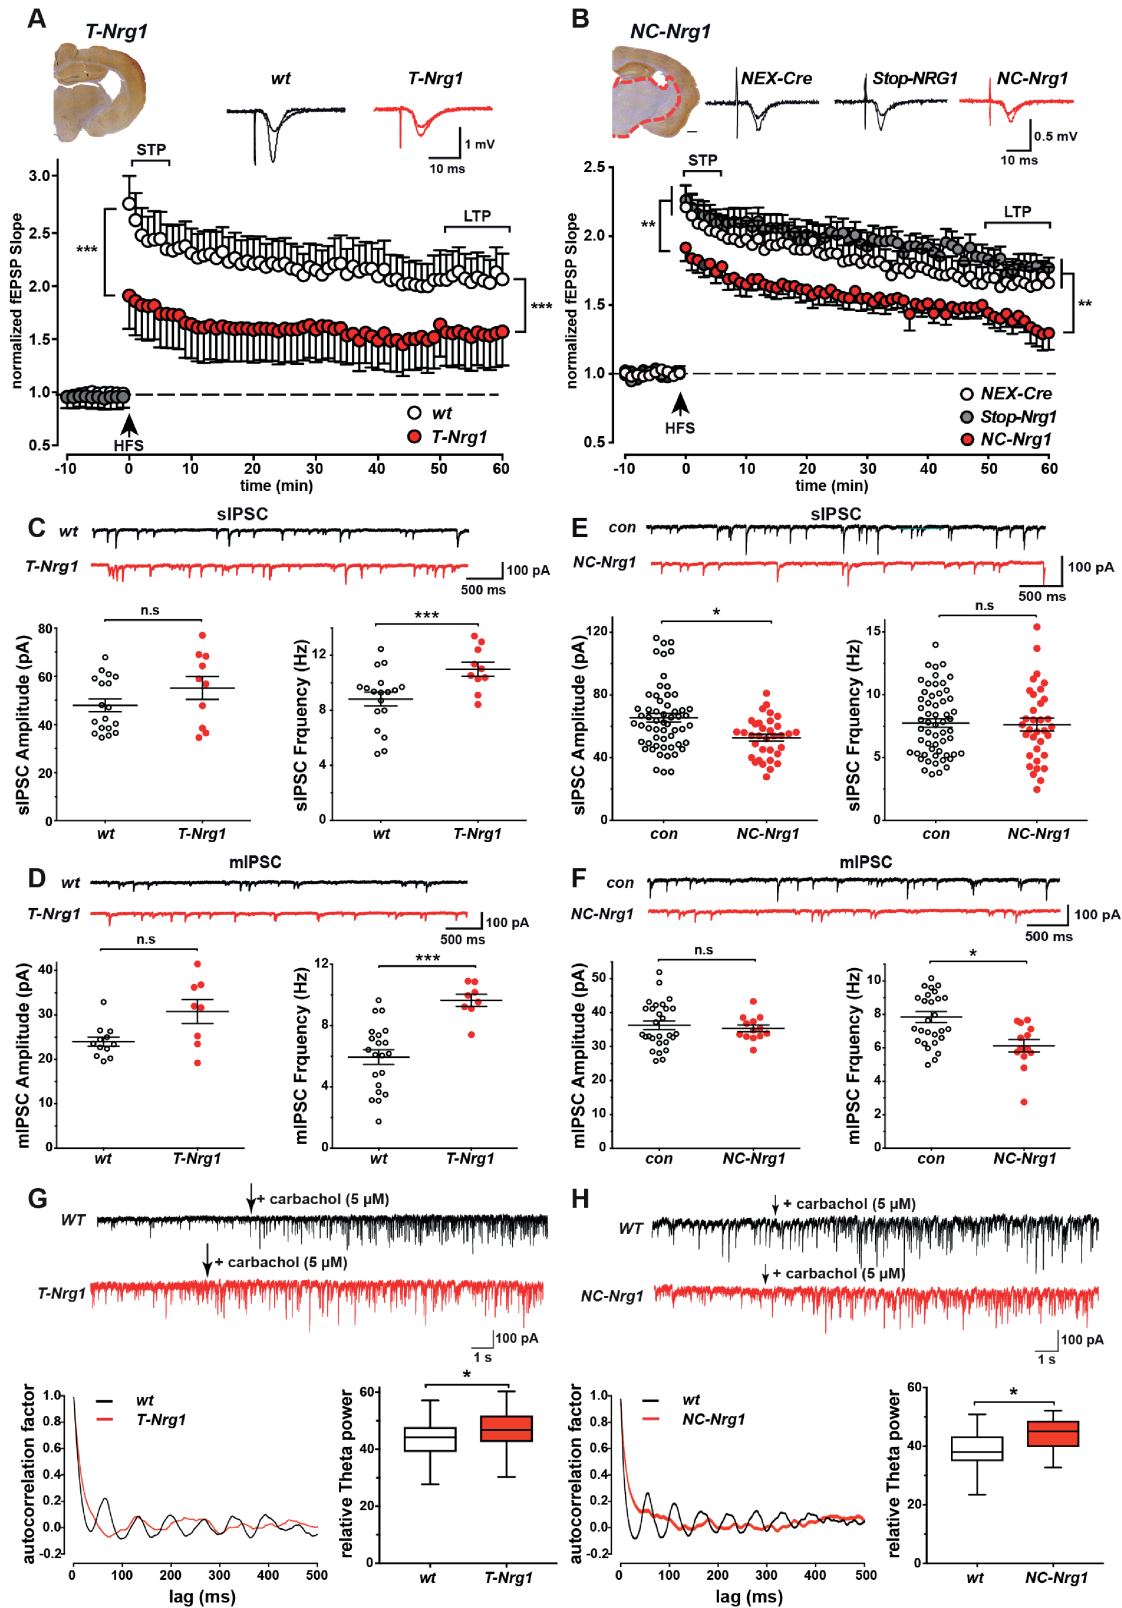 A
T-Nrg1
wt
T-Nrg1
1 mV
10 ms
STP
LTP
***
***
normalized fEPSP Slope
3.0
2.5
2.0
1.5
1.0
0.5
HFS
wt
T-Nrg1
-10 0 10 20 30 40 50 60
time (min)
B
NC-Nrg1
NEX-Cre
Stop-NRG1
NC-Nrg1
0.5 mV
10 ms
STP
LTP
**
**
normalized fEPSP Slope
2.5
2.0
1.5
1.0
0.5
HFS
NEX-Cre
Stop-Nrg1
NC-Nrg1
-10 0 10 20 30 40 50 60
time (min)
C
sIPSC
wt
T-Nrg1
100 pA
500 ms
n.s
sIPSC Amplitude (pA)
80
60
40
20
0
wt T-Nrg1
***
sIPSC Frquency (Hz)
12
8
4
0
wt T-Nrg1
E
sIPSC
con
NC-Nrg1
100 pA
500 ms
*
sIPSC Amplitude (pA)
120
80
40
0
con NC-Nrg1
n.s
sIPSC Frquency (Hz)
15
10
5
0
con NC-Nrg1
D
mIPSC
wt
T-Nrg1
100 pA
500 ms
n.s
mIPSC Amplitude (pA)
40
30
20
0
wt T-Nrg1
***
mIPSC Frquency (Hz)
12
8
4
0
wt T-Nrg1
F
mIPSC
con
NC-Nrg1
100 pA
500 ms
n.s
mIPSC Amplitude (pA)
50
40
30
20
10
0
con NC-Nrg1
*
mIPSC Frquency (Hz)
10
8
6
4
2
0
con NC-Nrg1
G
+ carbachol (5 µM)
WT
+ carbachol (5 µM)
T-Nrg1
100 pA
1 s
autocorrelation factor
1.0
0.8
0.6
0.4
0.2
0.0
-0.2
wt
T-Nrg1
0 100 200 300 400 500
lag (ms)
*
relative Theta power
60
40
20
0
wt T-Nrg1
H
+ carbachol (5 µM)
WT
+ carbachol (5 µM)
NC-Nrg1
100 pA
1 s
autocorrelation factor
1.0
0.8
0.6
0.4
0.2
0.0
-0.2
wt
NC-Nrg1
0 100 200 300 400 500
lag (ms)
*
relative Theta power
60
40
20
0
wt NC-Nrg1